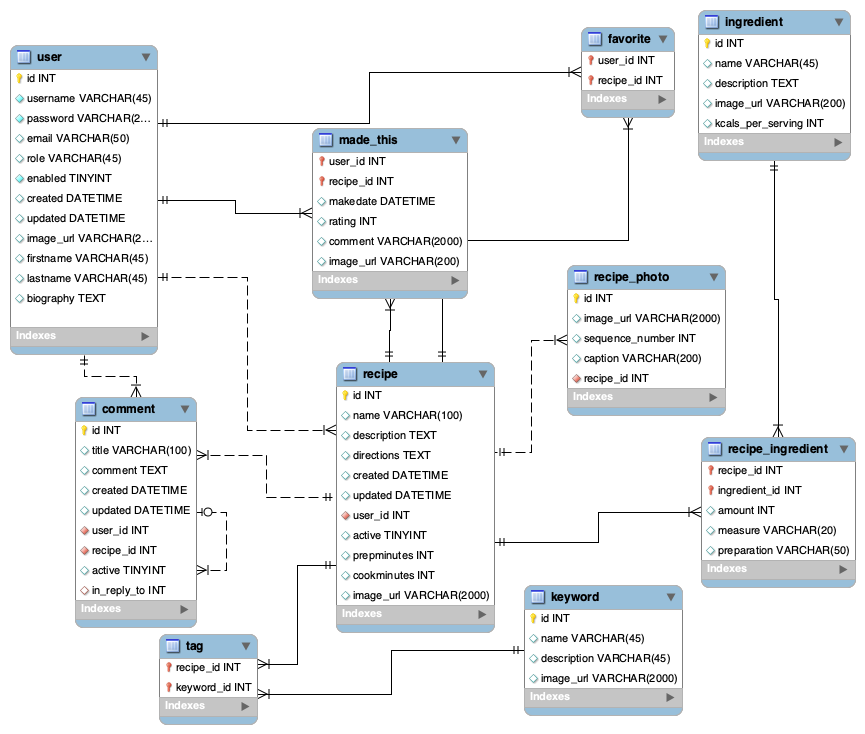 user
id INT
username VARCHAR(45)
password VARCHAR(2...
email VARCHAR(50)
role VARCHAR(45)
enabled TINYINT
created DATETIME
updated DATETIME
image_url VARCHAR(2...
firstname VARCHAR(45)
lastname VARCHAR(45)
biography TEXT
Indexes
made_this
user_id INT
recipe_id INT
makedate DATETIME
rating INT
comment VARCHAR(2000)
image_url VARCHAR(200)
Indexes
favorite
user_id INT
recipe_id INT
Indexes
ingredient
id INT
name VARCHAR(45)
description TEXT
image_url VARCHAR(200)
kcals_per_serving INT
Indexes
recipe_photo
id INT
image_url VARCHAR(2000)
sequence_number INT
caption VARCHAR(200)
recipe_id INT
Indexes
comment
id INT
title VARCHAR(100)
comment TEXT
created DATETIME
updated DATETIME
user_id INT
recipe_id INT
active TINYINT
in_reply_to INT
Indexes
recipe
id INT
name VARCHAR(100)
description TEXT
directions TEXT
created DATETIME
updated DATETIME
user_id INT
active TINYINT
prepminutes INT
cookminutes INT
image_url VARCHAR(2000)
Indexes
recipe_ingredient
recipe_id INT
ingredient_id INT
amount INT
measure VARCHAR(20)
preparation VARCHAR(50)
Indexes
tag
recipe_id INT
keyword_id INT
Indexes
keyword
id INT
name VARCHAR(45)
description VARCHAR(45)
image_url VARCHAR(2000)
Indexes